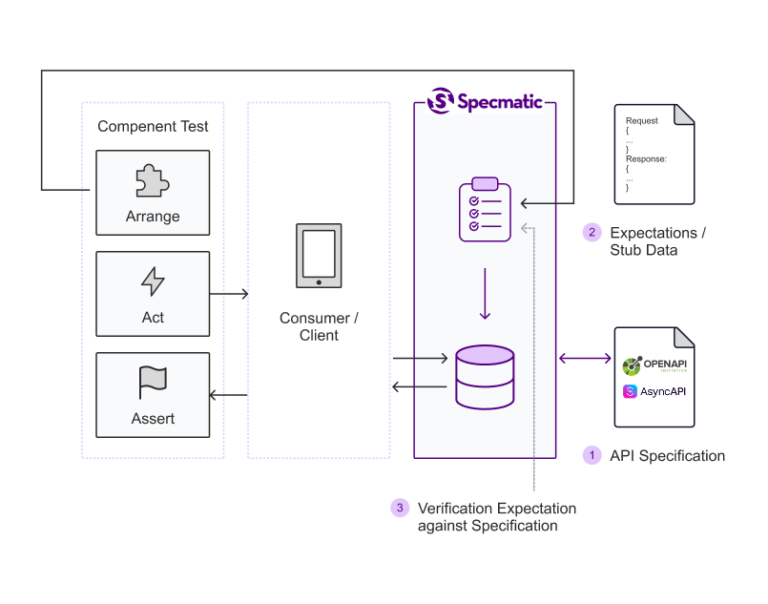 Specmatic
Compenent Test
Arrange
Act
Assert
Consumer /
Client
Request
{
...
}
Response:
{
...
}
2 Expectations /
Stub Data
OPENAPI
INITIATIVE
AsyncAPI
1 API Specification
3 Verification Expectation
against Specification